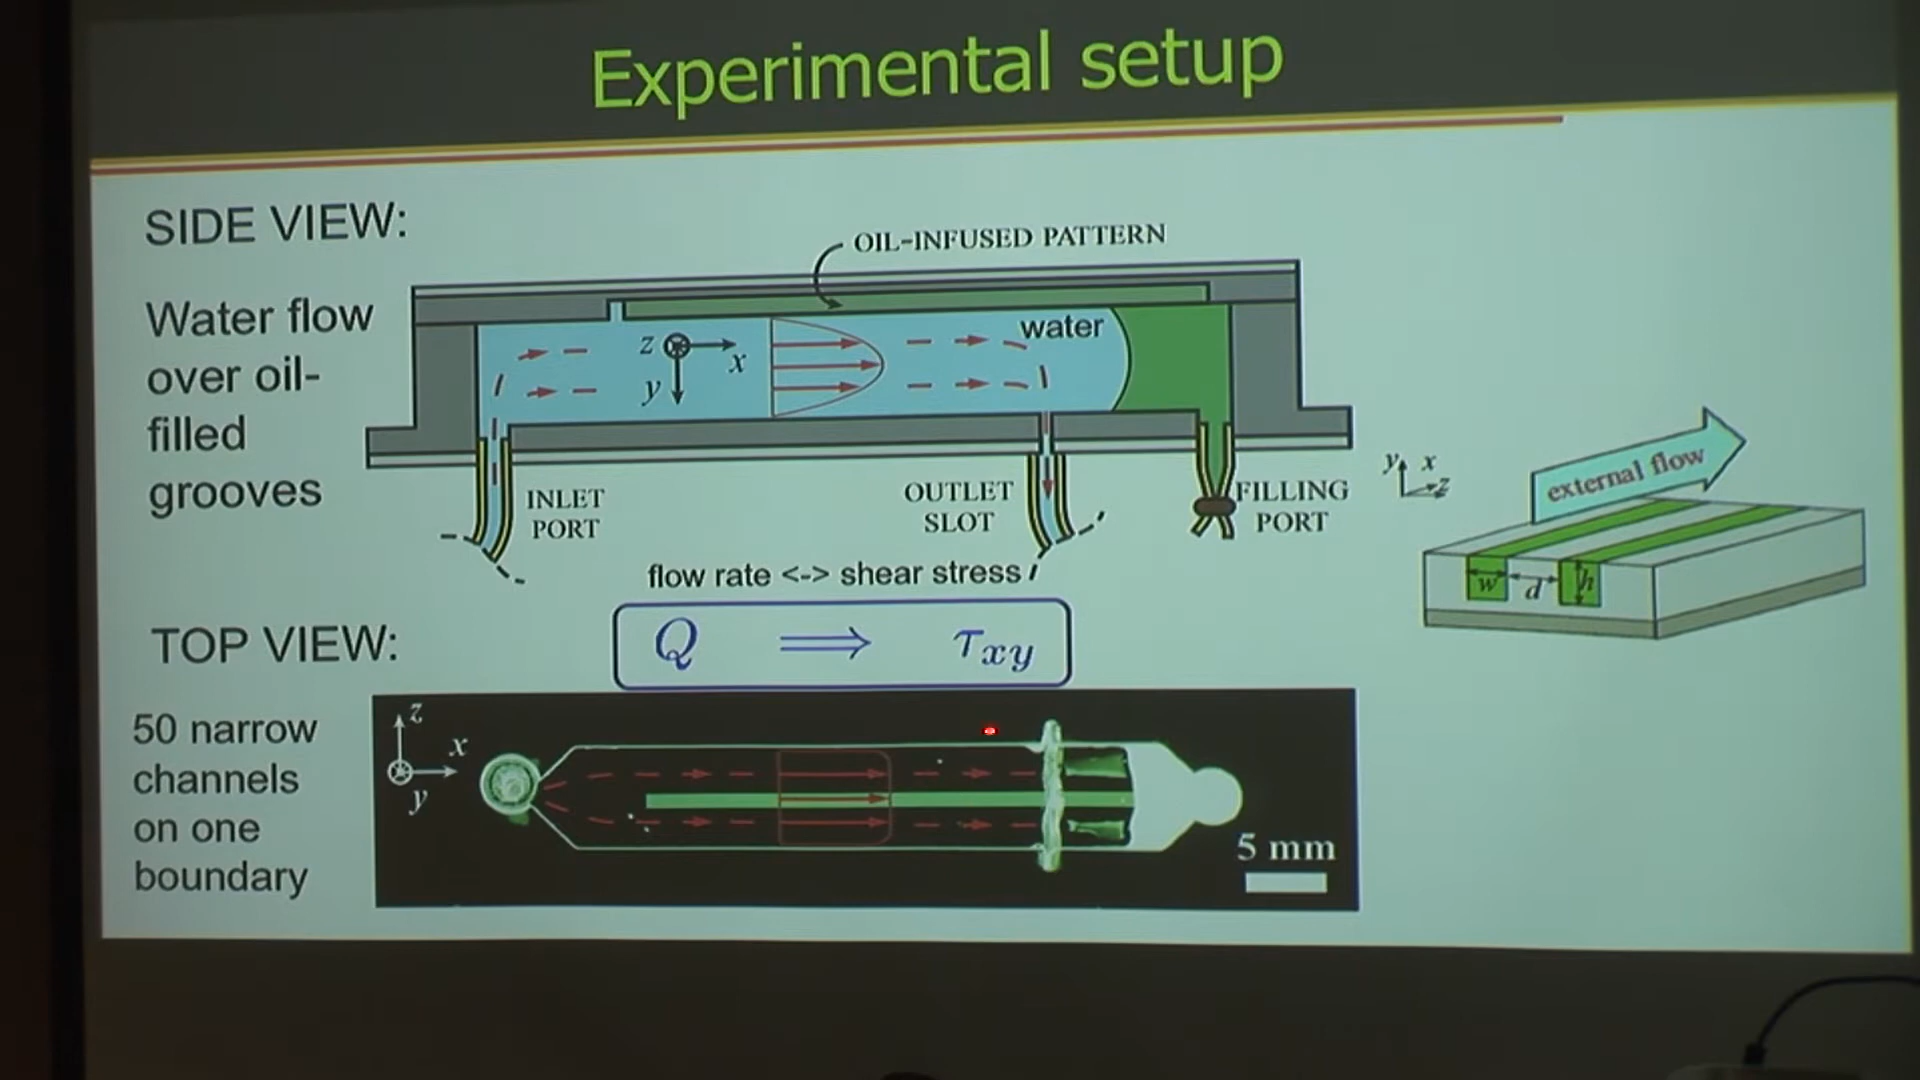 Experimental setup
SIDE VIEW:
Water flow
over oil-
filled
grooves
OIL-INFUSED PATTERN
water
z
x
y
INLET
PORT
OUTLET
SLOT
FILLING
PORT
flow rate <-> shear stress
Q ⟹ τxy
y x
z
external flow
w d h
TOP VIEW:
50 narrow
channels
on one
boundary
z
x
y
5 mm